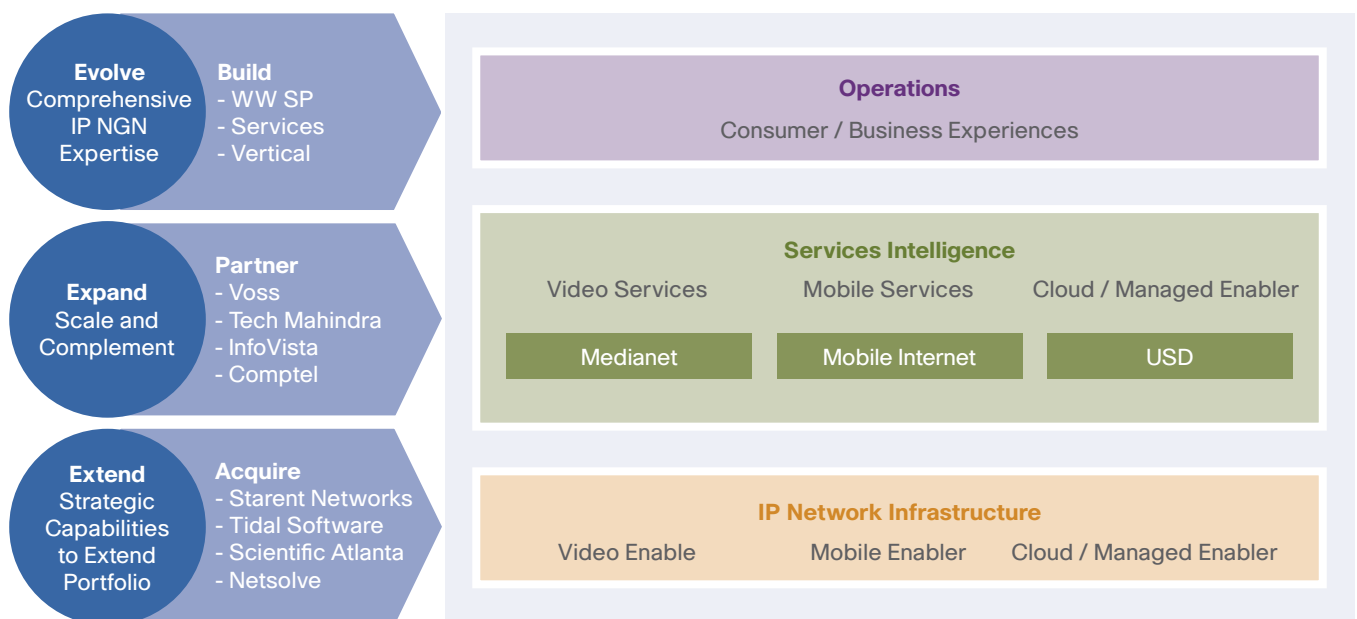 Evolve
Comprehensive
IP NGN
Expertise
Build
- WW SP
- Services
- Vertical
Expand
Scale and
Complement
Partner
- Voss
- Tech Mahindra
- InfoVista
- Comptel
Extend
Strategic
Capabilities
to Extend
Portfolio
Acquire
- Starent Networks
- Tidal Software
- Scientific Atlanta
- Netsolve
Operations
Consumer / Business Experiences
Services Intelligence
Video Services Mobile Services Cloud / Managed Enabler
Medianet Mobile Internet USD
IP Network Infrastructure
Video Enable Mobile Enabler Cloud / Managed Enabler